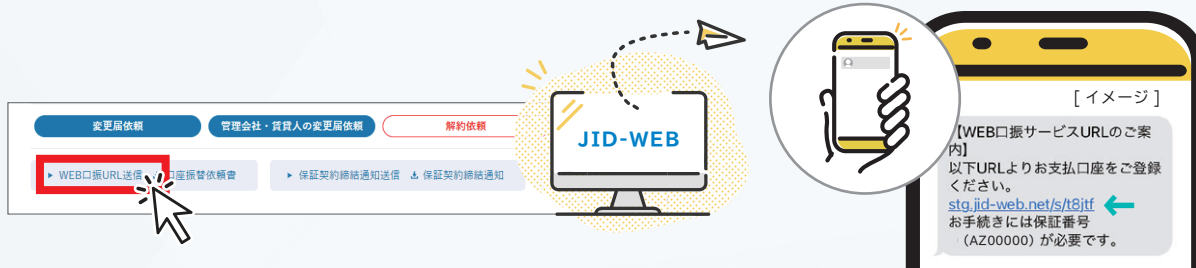 変更届依頼
管理会社・賃貸人の変更届依頼
解約依頼
WEB口振URL送信
口座振替依頼書
保証契約締結通知送信
保証契約締結通知
JID-WEB
[ イメージ ]
【WEB口振サービスURLのご案
内】
以下URLよりお支払口座をご登録
ください。
stg.jid-web.net/s/t8jtf
お手続きには保証番号
(AZ00000) が必要です。